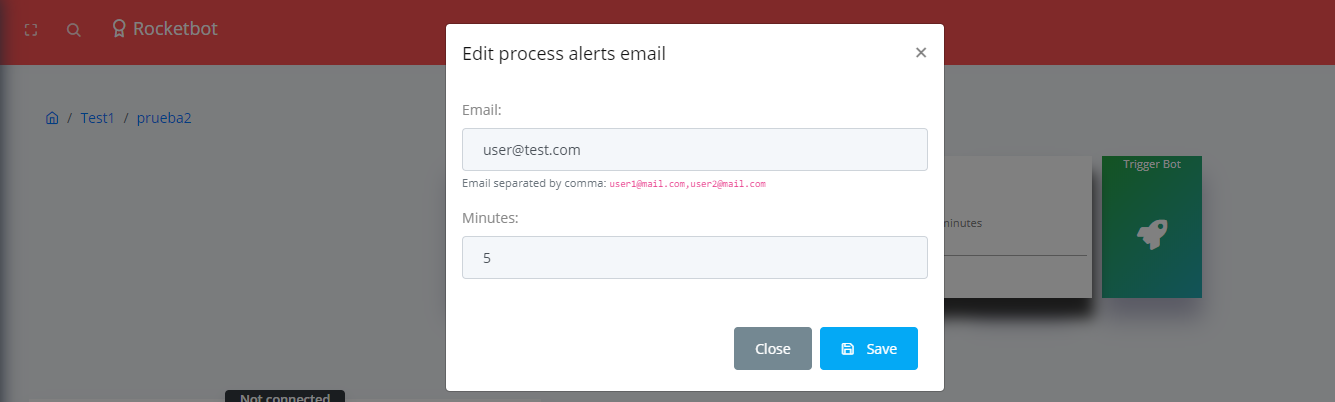 Rocketbot
Edit process alerts email
×
/ Test1 / prueba2
Email:
user@test.com
Email separated by comma: user1@mail.com,user2@mail.com
Minutes:
5
Trigger Bot
minutes
Close
Save
Not connected